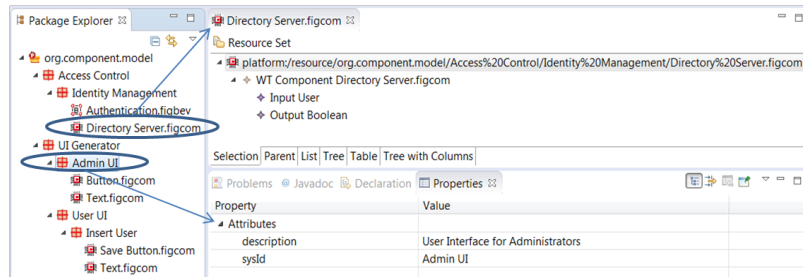 Package Explorer
org.component.model
Access Control
Identity Management
Authentication.figbev
Directory Server.figcom
UI Generator
Admin UI
Button.figcom
Text.figcom
User UI
Insert User
Save Button.figcom
Text.figcom
Directory Server.figcom
Resource Set
platform:/resource/org.component.model/Access%20Control/Identity%20Management/Directory%20Server.figcom
WT Component Directory Server.figcom
Input User
Output Boolean
Selection Parent List Tree Table Tree with Columns
Problems @ Javadoc Declaration Properties
Property Value
Attributes
description User Interface for Administrators
sysId Admin UI